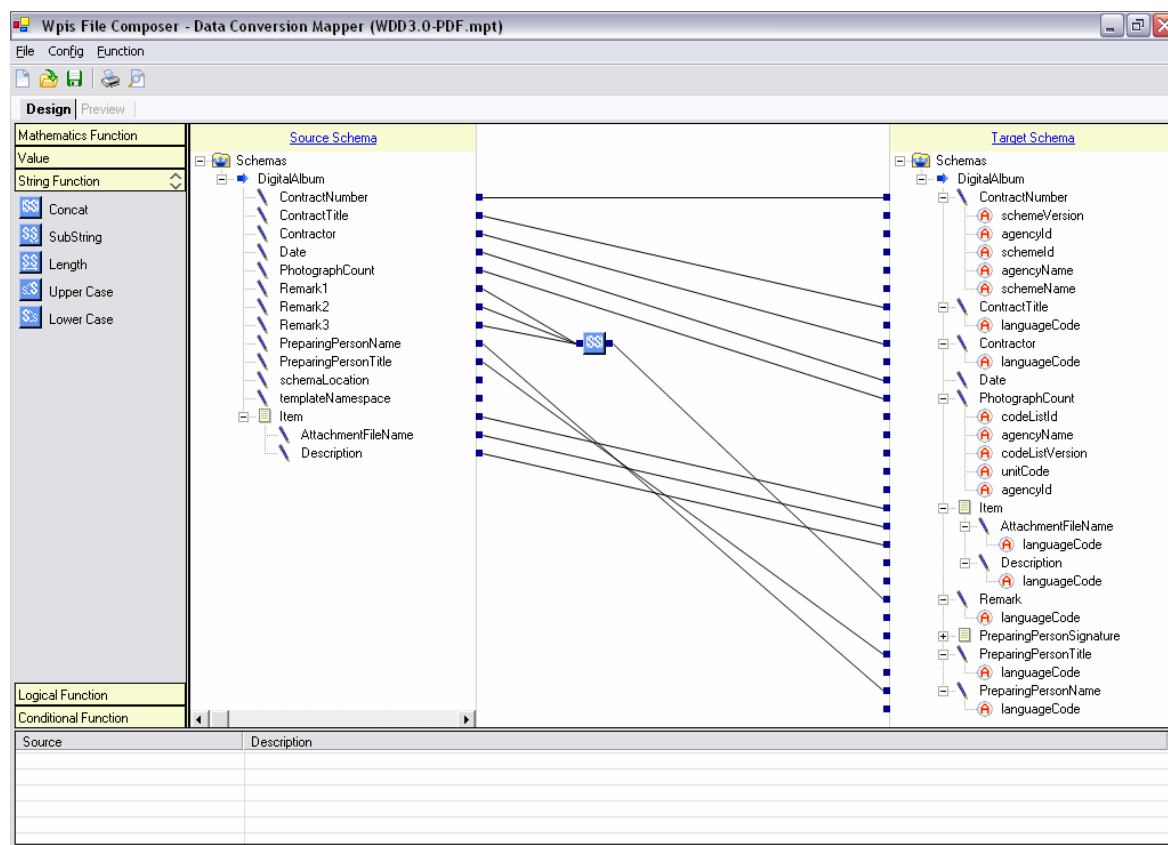 Wpis File Composer - Data Conversion Mapper (WDD3.0-PDF.mpt)
File Config Function
Design Preview
Mathematics Function
Value
String Function
Concat
SubString
Length
Upper Case
Lower Case
Logical Function
Conditional Function
Source Schema
Schemas
DigitalAlbum
ContractNumber
ContractTitle
Contractor
Date
PhotographCount
Remark1
Remark2
Remark3
PreparingPersonName
PreparingPersonTitle
schemaLocation
templateNamespace
Item
AttachmentFileName
Description
Target Schema
Schemas
DigitalAlbum
ContractNumber
schemeVersion
agencyId
schemeId
agencyName
schemeName
ContractTitle
languageCode
Contractor
languageCode
Date
PhotographCount
codeListId
agencyName
codeListVersion
unitCode
agencyId
Item
AttachmentFileName
languageCode
Description
languageCode
Remark
languageCode
PreparingPersonSignature
PreparingPersonTitle
languageCode
PreparingPersonName
languageCode
Source Description